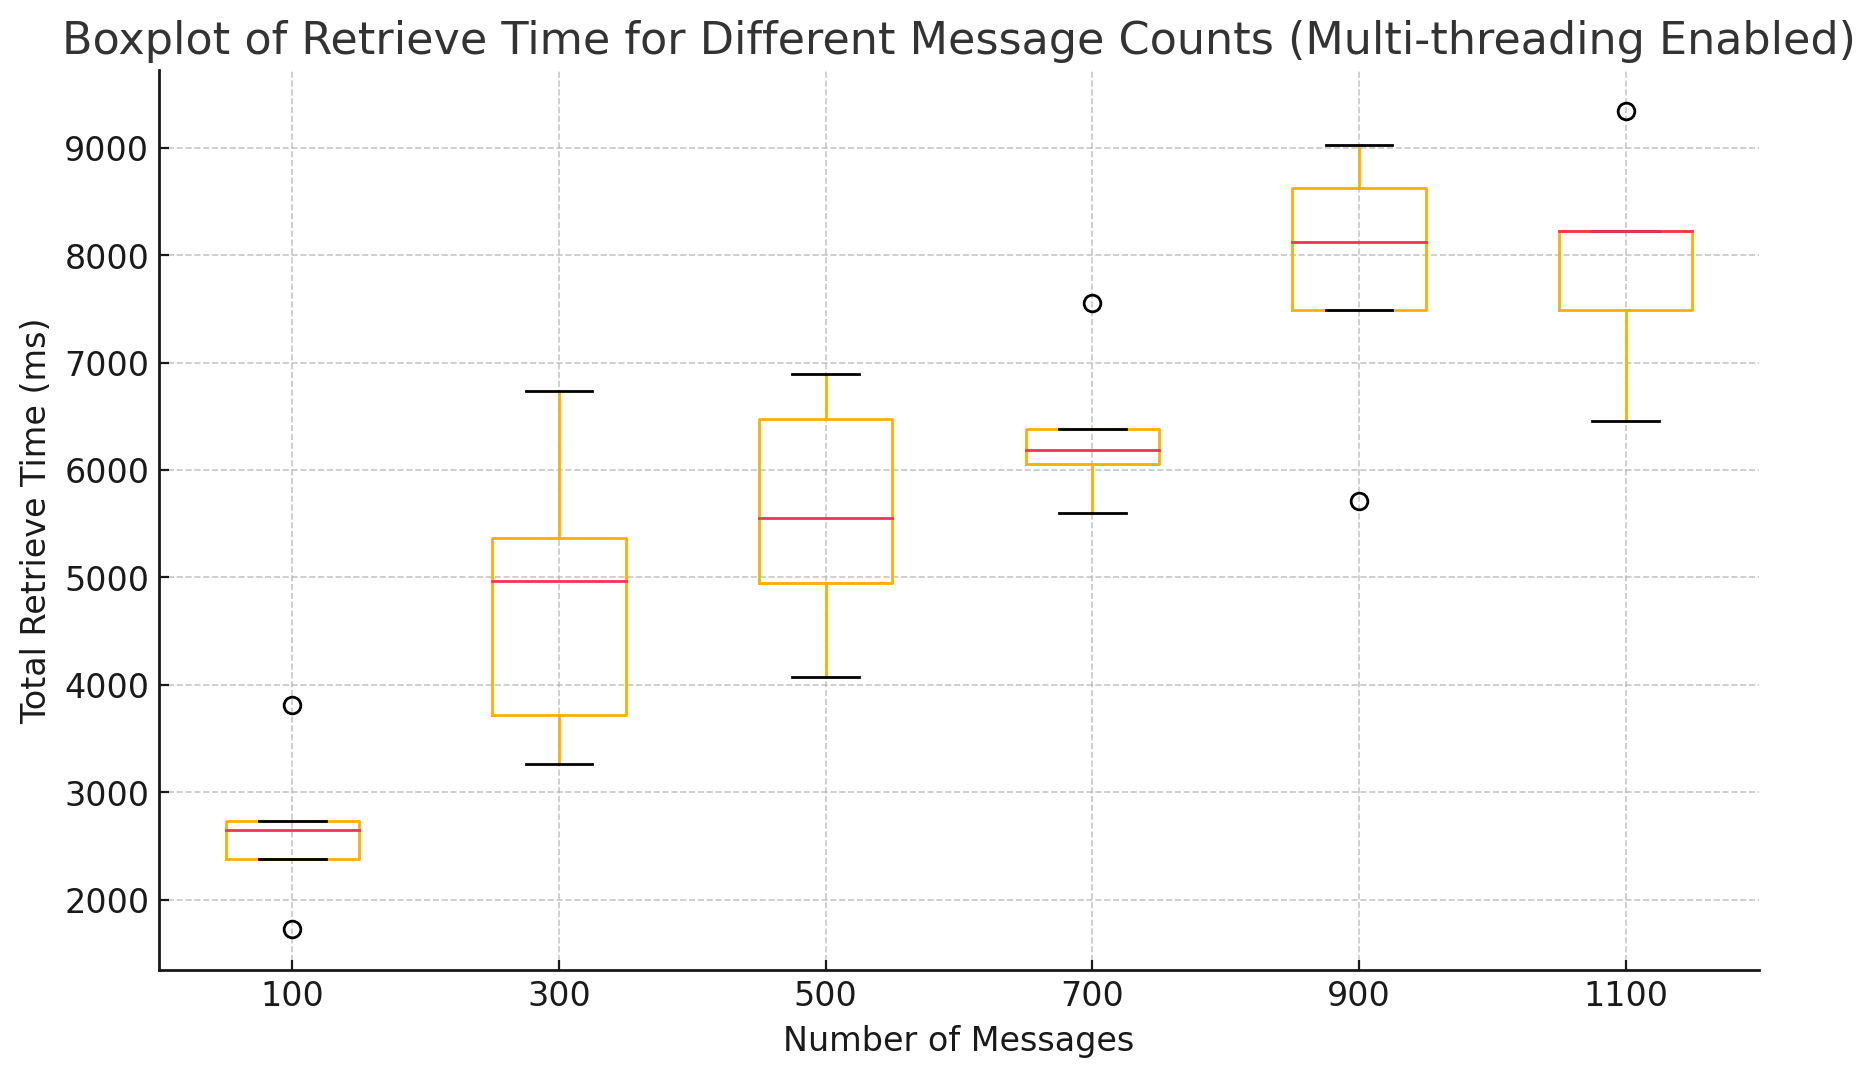 Boxplot of Retrieve Time for Different Message Counts (Multi-threading Enabled)
Total Retrieve Time (ms)
9000
8000
7000
6000
5000
4000
3000
2000
100 300 500 700 900 1100
Number of Messages